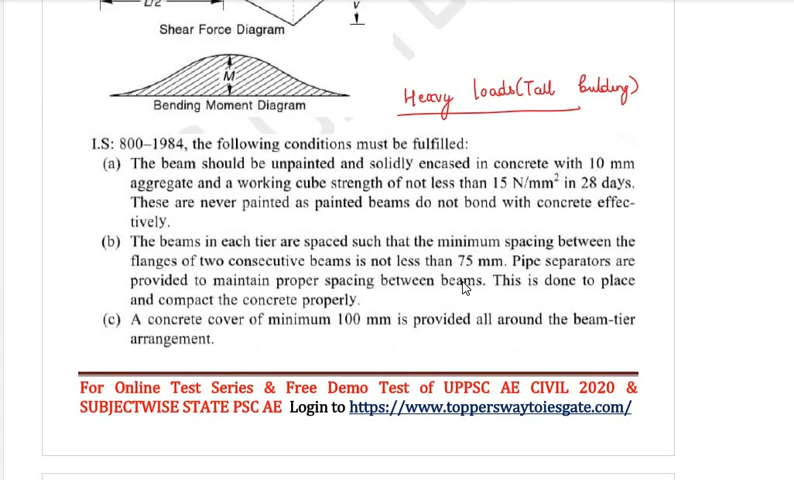 L/2
V
Shear Force Diagram
M
Bending Moment Diagram
Heavy loads(Tall Building)
I.S: 800–1984, the following conditions must be fulfilled:
(a) The beam should be unpainted and solidly encased in concrete with 10 mm
aggregate and a working cube strength of not less than 15 N/mm² in 28 days.
These are never painted as painted beams do not bond with concrete effec-
tively.
(b) The beams in each tier are spaced such that the minimum spacing between the
flanges of two consecutive beams is not less than 75 mm. Pipe separators are
provided to maintain proper spacing between beams. This is done to place
and compact the concrete properly.
(c) A concrete cover of minimum 100 mm is provided all around the beam-tier
arrangement.
For Online Test Series & Free Demo Test of UPPSC AE CIVIL 2020 &
SUBJECTWISE STATE PSC AE Login to https://www.topperswaytoiesgate.com/